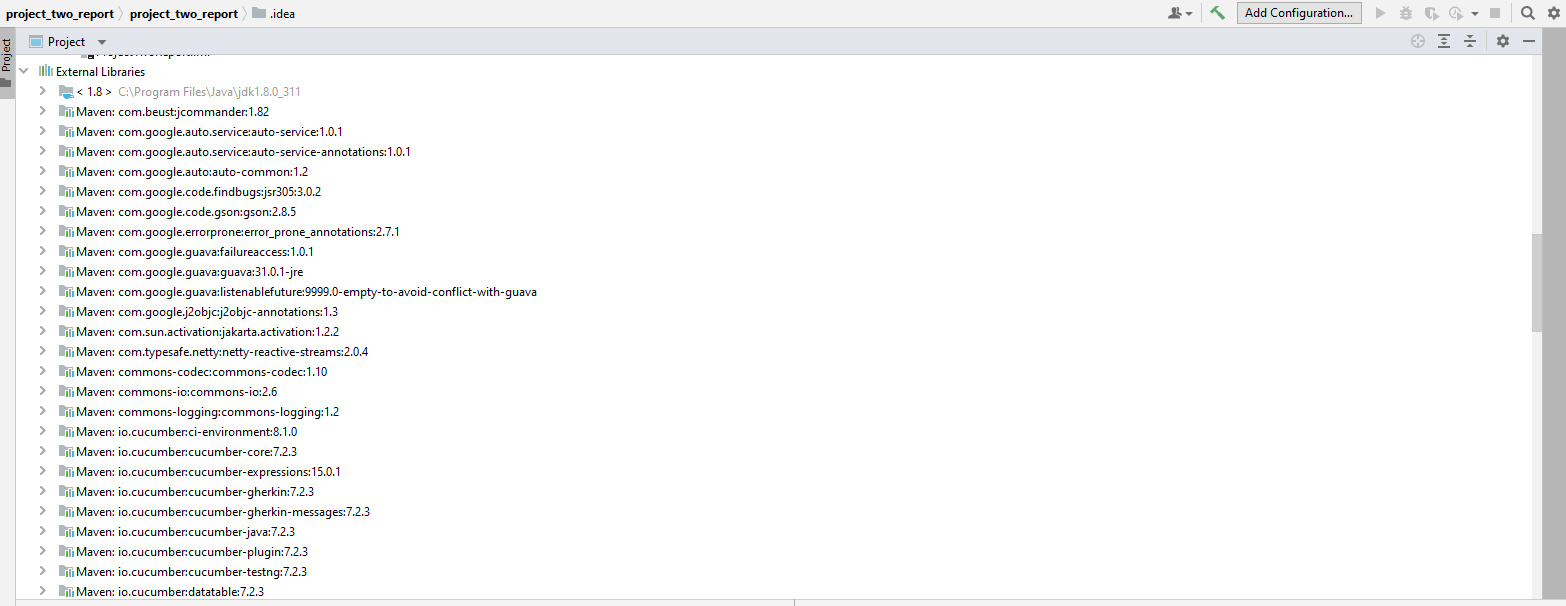 project_two_report project_two_report .idea Add Configuration...
Project
Project
External Libraries
< 1.8 > C:\Program Files\Java\jdk1.8.0_311
Maven: com.beust:jcommander:1.82
Maven: com.google.auto.service:auto-service:1.0.1
Maven: com.google.auto.service:auto-service-annotations:1.0.1
Maven: com.google.auto:auto-common:1.2
Maven: com.google.code.findbugs:jsr305:3.0.2
Maven: com.google.code.gson:gson:2.8.5
Maven: com.google.errorprone:error_prone_annotations:2.7.1
Maven: com.google.guava:failureaccess:1.0.1
Maven: com.google.guava:guava:31.0.1-jre
Maven: com.google.guava:listenablefuture:9999.0-empty-to-avoid-conflict-with-guava
Maven: com.google.j2objc:j2objc-annotations:1.3
Maven: com.sun.activation:jakarta.activation:1.2.2
Maven: com.typesafe.netty:netty-reactive-streams:2.0.4
Maven: commons-codec:commons-codec:1.10
Maven: commons-io:commons-io:2.6
Maven: commons-logging:commons-logging:1.2
Maven: io.cucumber:ci-environment:8.1.0
Maven: io.cucumber:cucumber-core:7.2.3
Maven: io.cucumber:cucumber-expressions:15.0.1
Maven: io.cucumber:cucumber-gherkin:7.2.3
Maven: io.cucumber:cucumber-gherkin-messages:7.2.3
Maven: io.cucumber:cucumber-java:7.2.3
Maven: io.cucumber:cucumber-plugin:7.2.3
Maven: io.cucumber:cucumber-testng:7.2.3
Maven: io.cucumber:datatable:7.2.3